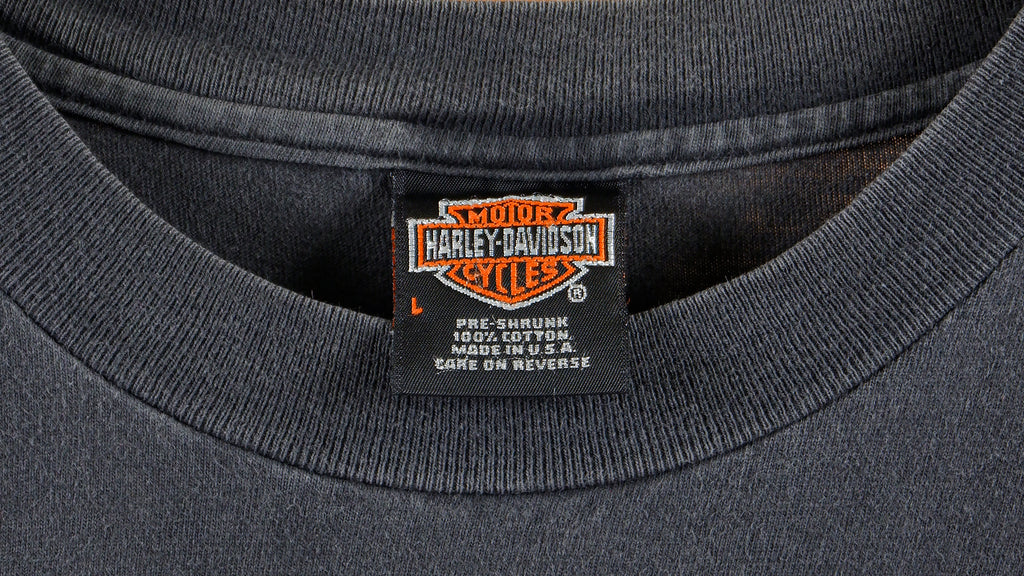 MOTOR
HARLEY-DAVIDSON
CYCLES
®
L
PRE-SHRUNK
100% COTTON
MADE IN U.S.A.
CARE ON REVERSE